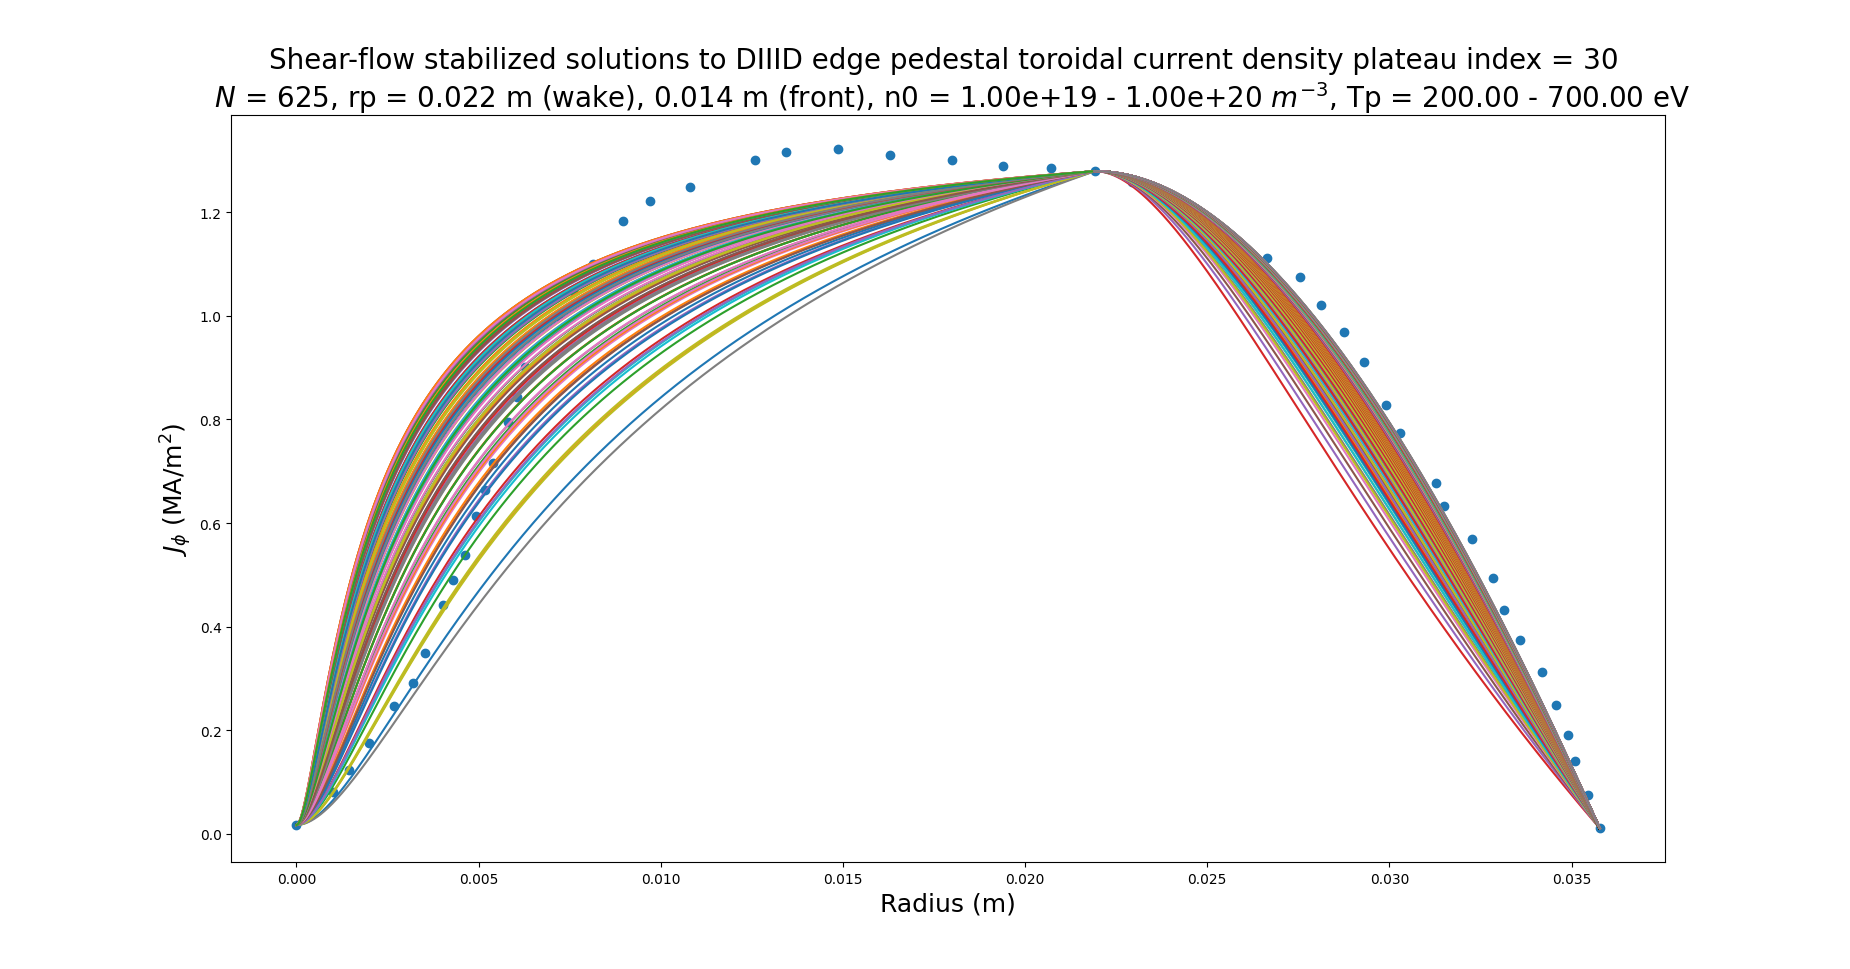 Shear-flow stabilized solutions to DIIID edge pedestal toroidal current density plateau index = 30
N = 625, rp = 0.022 m (wake), 0.014 m (front), n0 = 1.00e+19 - 1.00e+20 m⁻³, Tp = 200.00 - 700.00 eV
J_ϕ (MA/m²)
1.2
1.0
0.8
0.6
0.4
0.2
0.0
0.000 0.005 0.010 0.015 0.020 0.025 0.030 0.035
Radius (m)